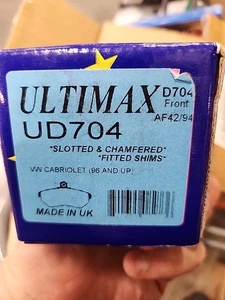 ULTIMAX D704
Front
AF42/94
UD704
*SLOTTED & CHAMFERED*
*FITTED SHIMS*
VW CABRIOLET (96 AND UP)
MADE IN UK